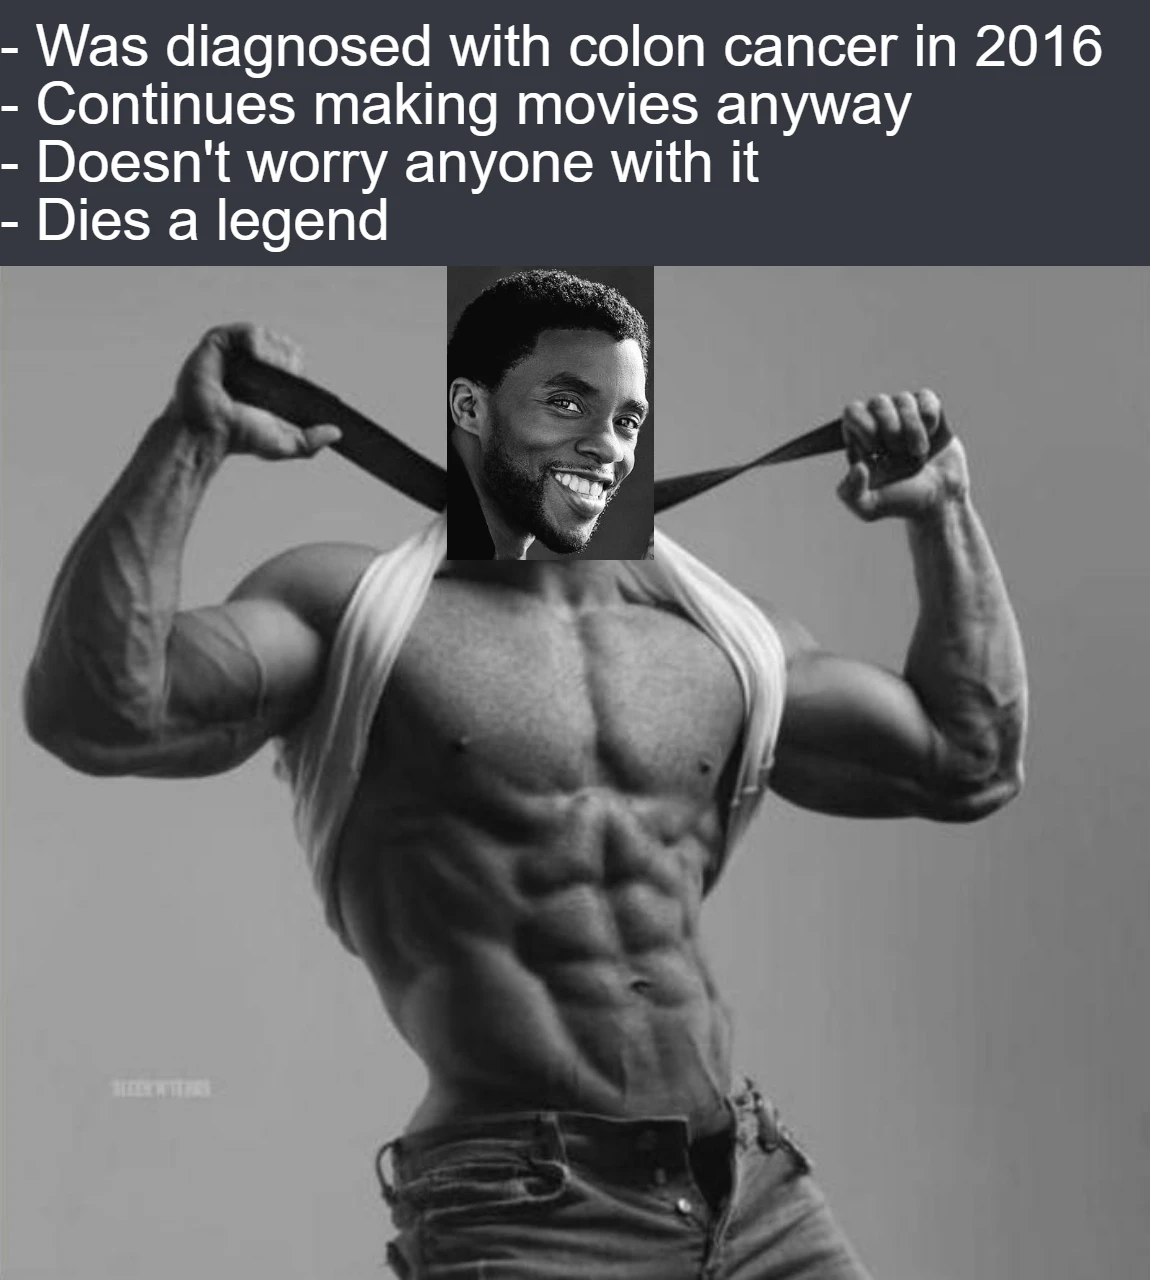 - Was diagnosed with colon cancer in 2016
- Continues making movies anyway
- Doesn't worry anyone with it
- Dies a legend